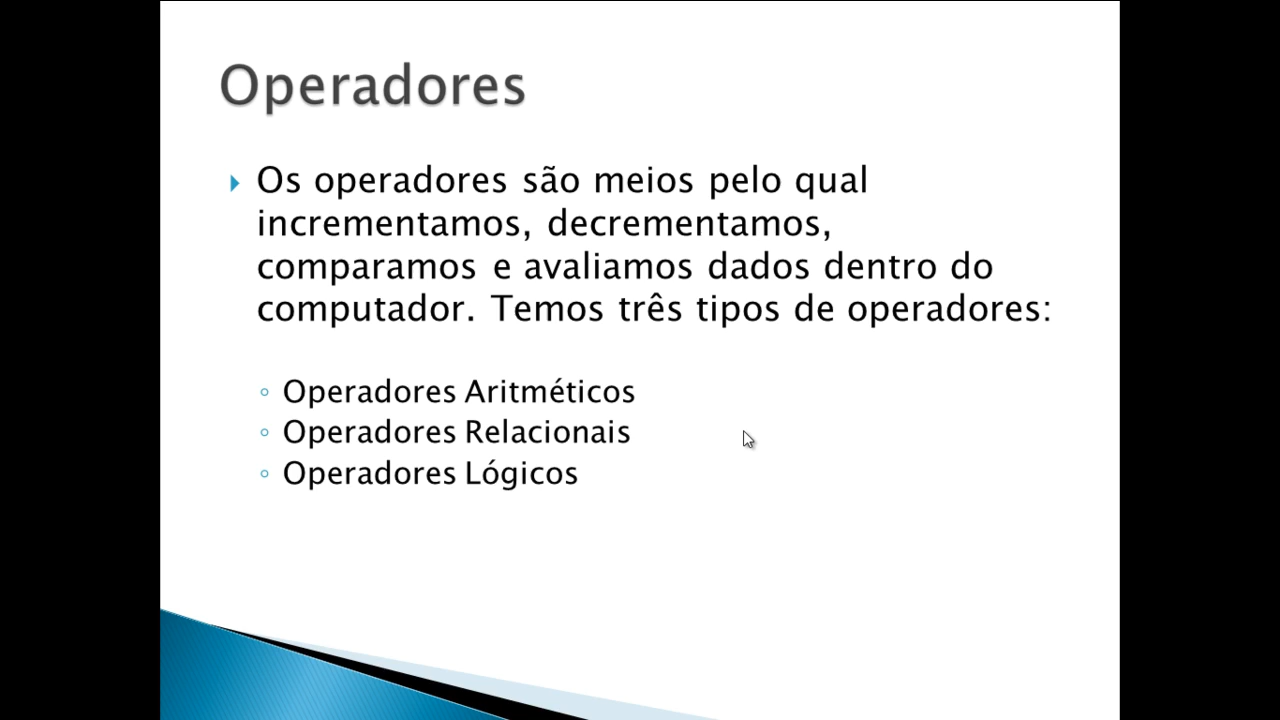 Operadores
Os operadores são meios pelo qual
incrementamos, decrementamos,
comparamos e avaliamos dados dentro do
computador. Temos três tipos de operadores:
Operadores Aritméticos
Operadores Relacionais
Operadores Lógicos